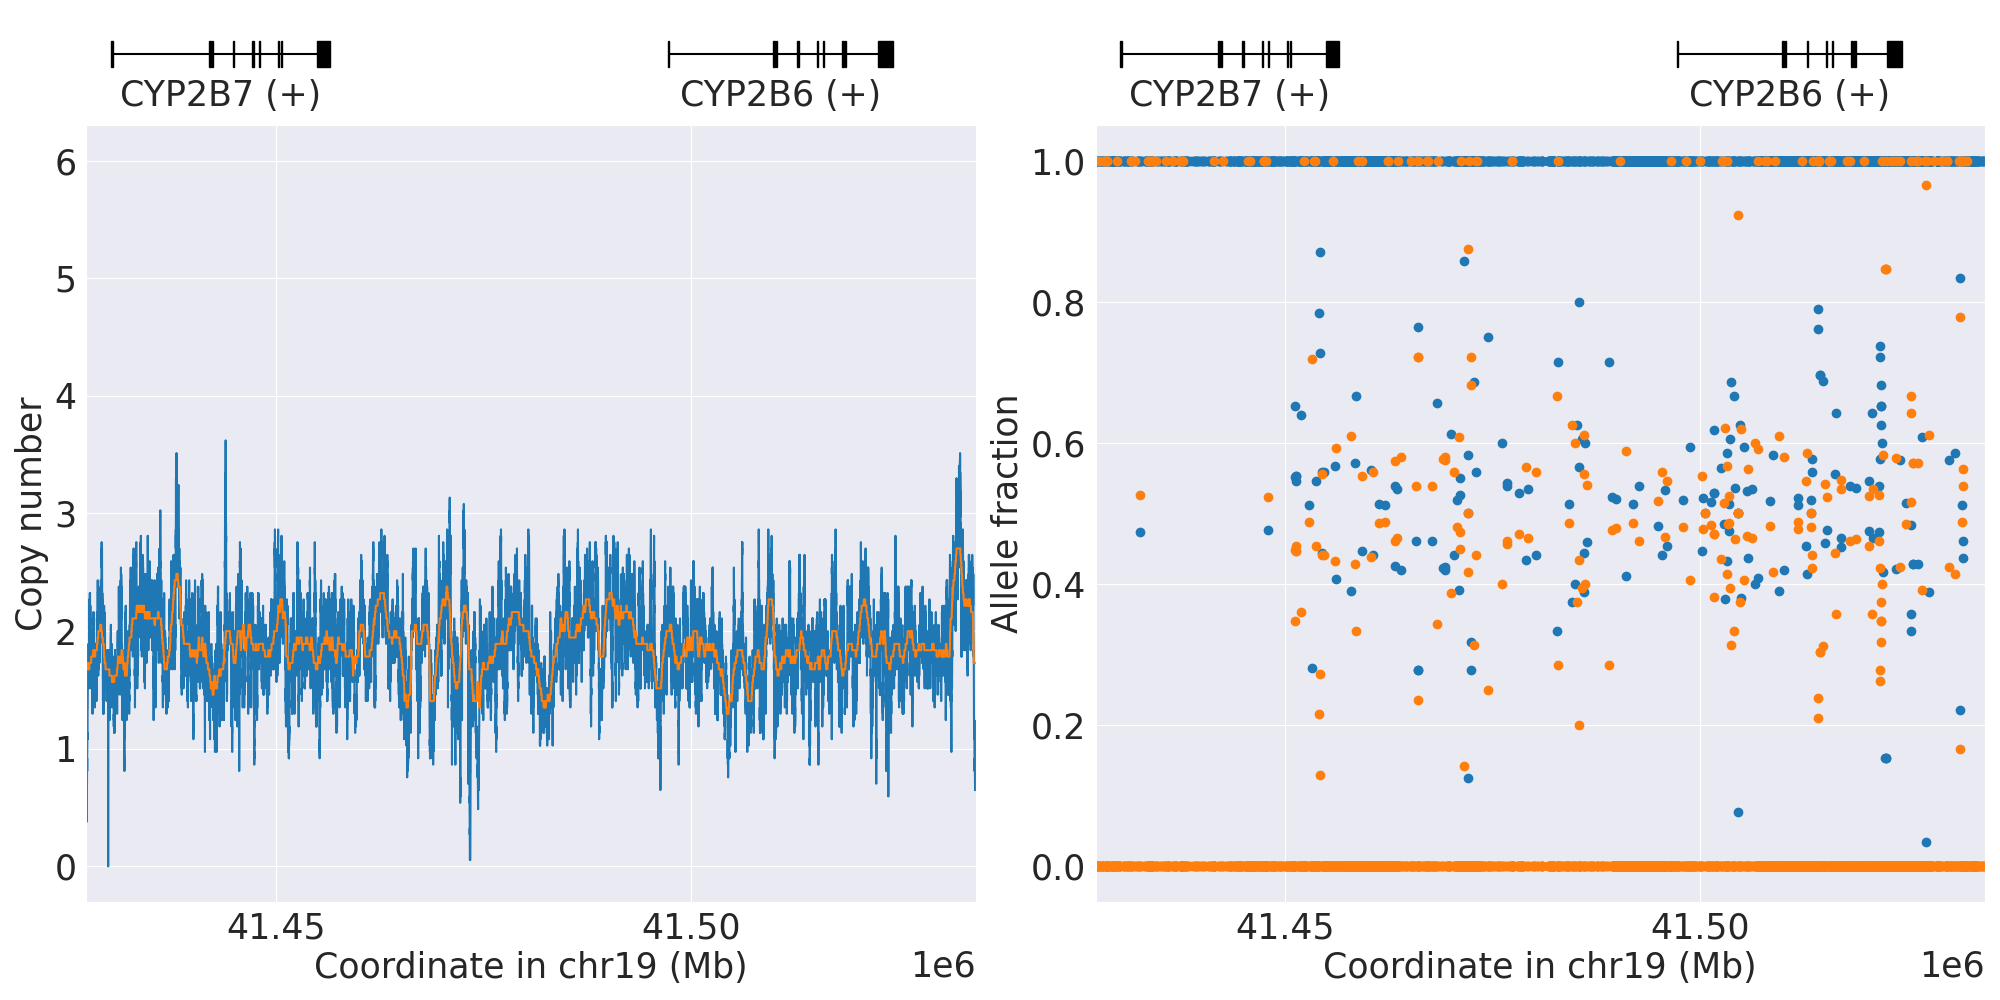 CYP2B7 (+) CYP2B6 (+)
6
5
4
3
2
1
0
Copy number
41.45 41.50
Coordinate in chr19 (Mb) 1e6
CYP2B7 (+) CYP2B6 (+)
1.0
0.8
0.6
0.4
0.2
0.0
Allele fraction
41.45 41.50
Coordinate in chr19 (Mb) 1e6